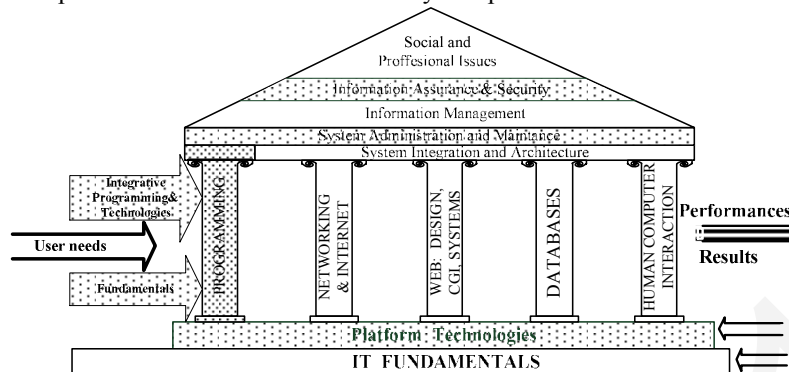 Social and
Proffesional Issues
Information Assurance & Security
Information Management
System Administration and Maintance
System Integration and Architecture
Integrative
Programming&
Technologies
User needs
Fundamentals
PROGRAMMING
NETWORKING
& INTERNET
WEB: DESIGN,
CGI, SYSTEMS
DATABASES
HUMAN COMPUTER
INTERACTION
Performances
Results
Platform Technologies
IT FUNDAMENTALS